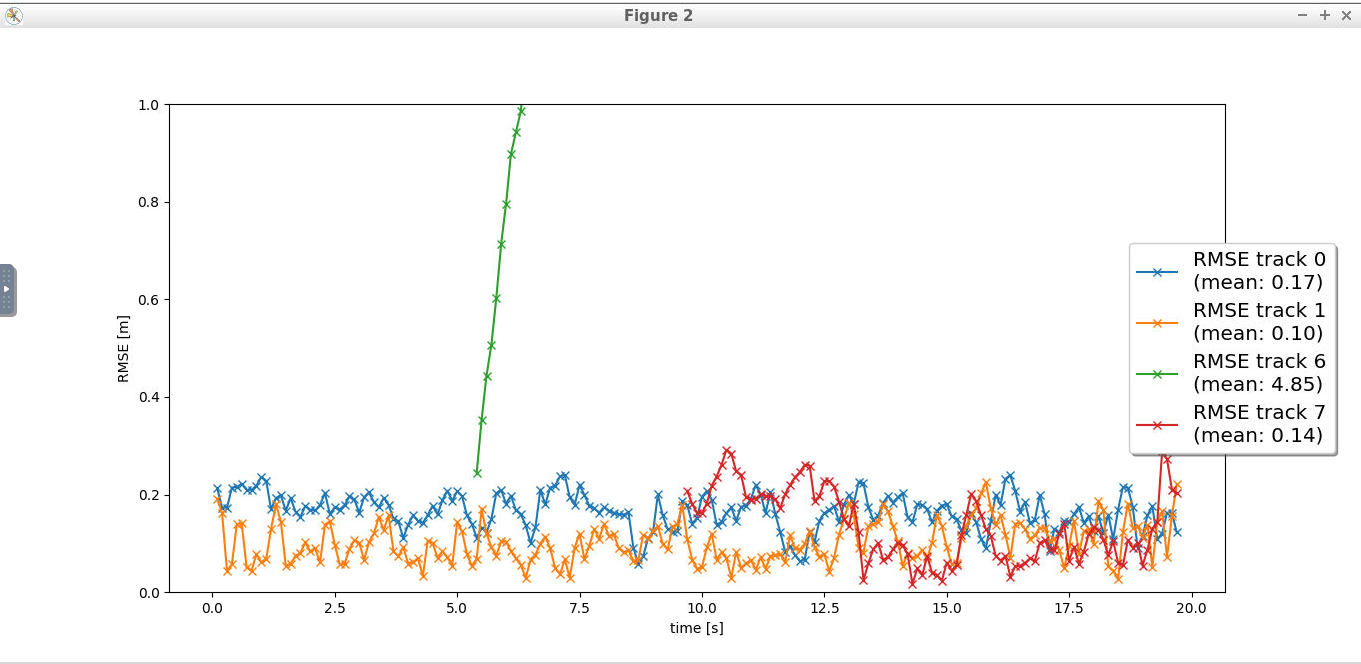 Figure 2
1.0
0.8
0.6
0.4
0.2
0.0
RMSE [m]
0.0 2.5 5.0 7.5 10.0 12.5 15.0 17.5 20.0
time [s]
RMSE track 0
(mean: 0.17)
RMSE track 1
(mean: 0.10)
RMSE track 6
(mean: 4.85)
RMSE track 7
(mean: 0.14)